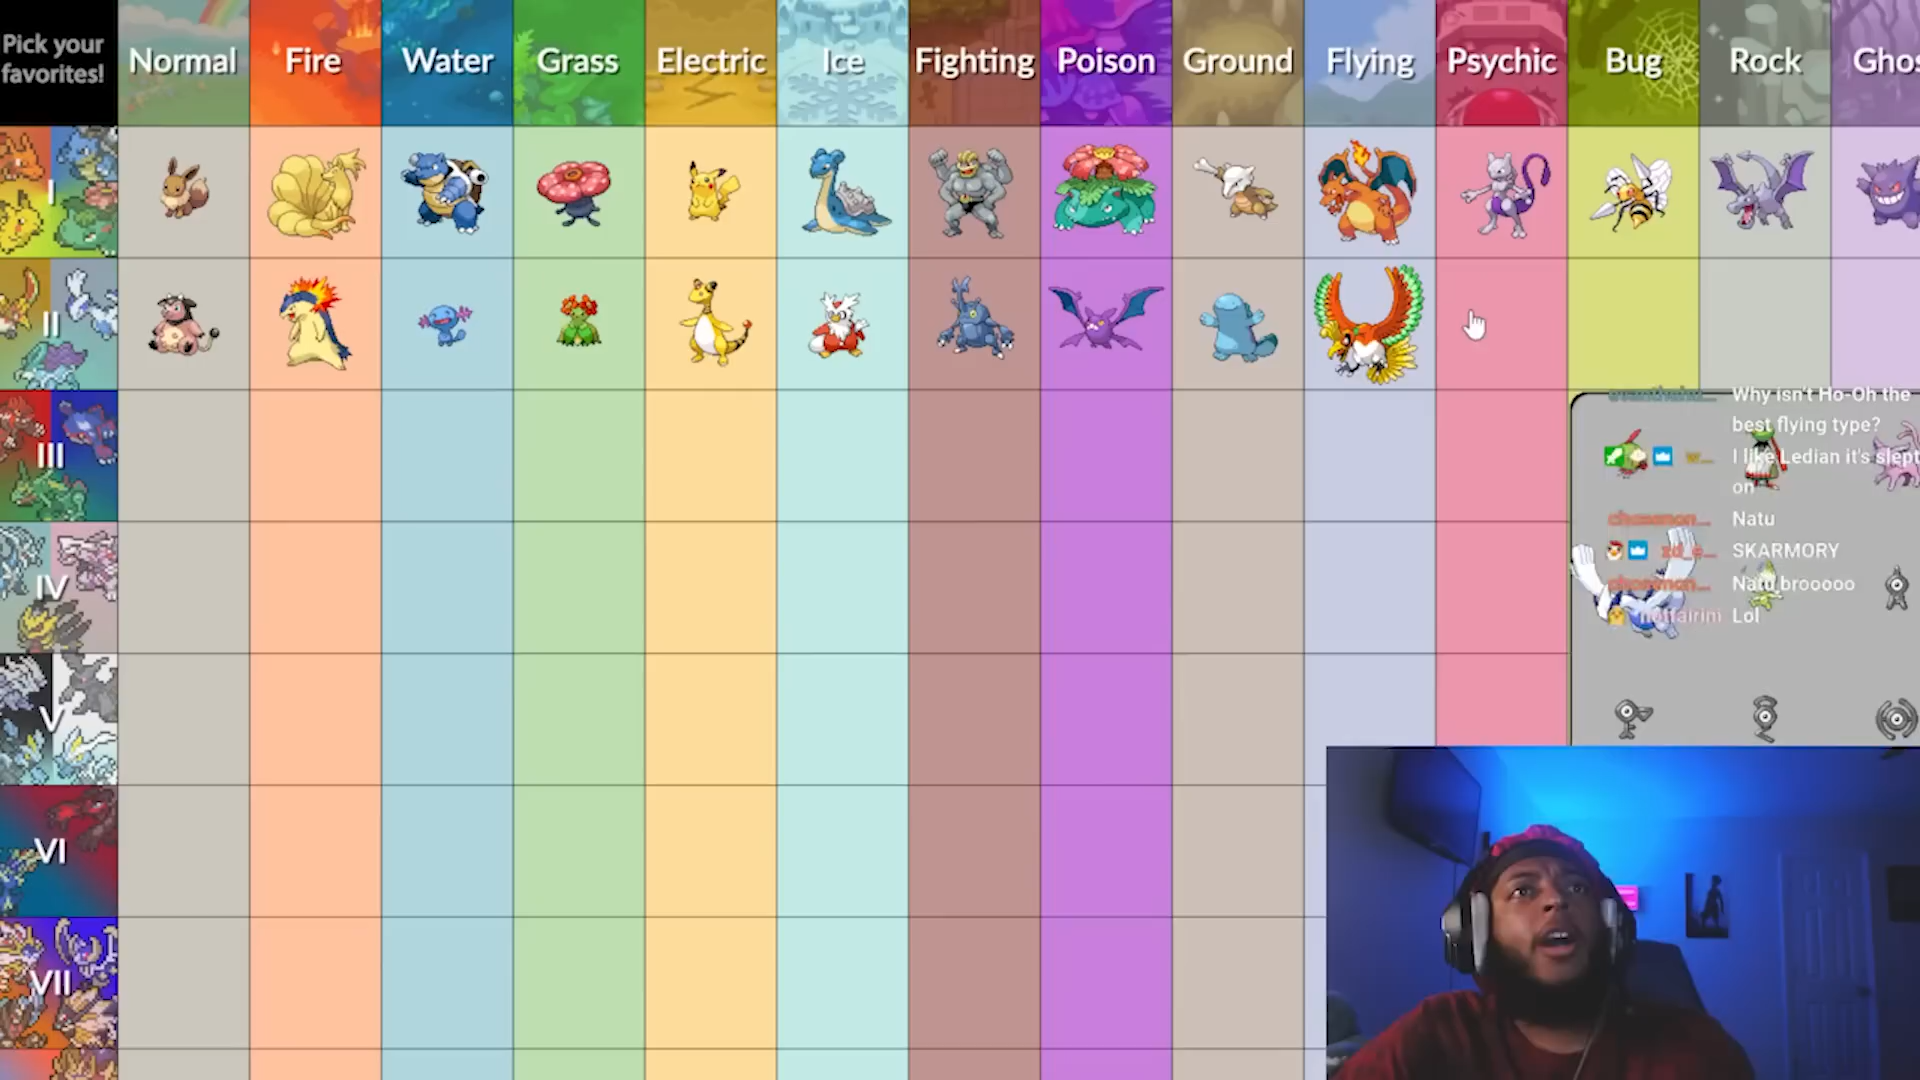 Pick your
favorites!
Normal
Fire
Water
Grass
Electric
Ice
Fighting
Poison
Ground
Flying
Psychic
Bug
Rock
Ghos
I
II
III
IV
V
VI
VII
Why isn't Ho-Oh the
best flying type?
w... I like Ledian it's slept
on
Natu
zd_e... SKARMORY
Natu brooooo
Lol